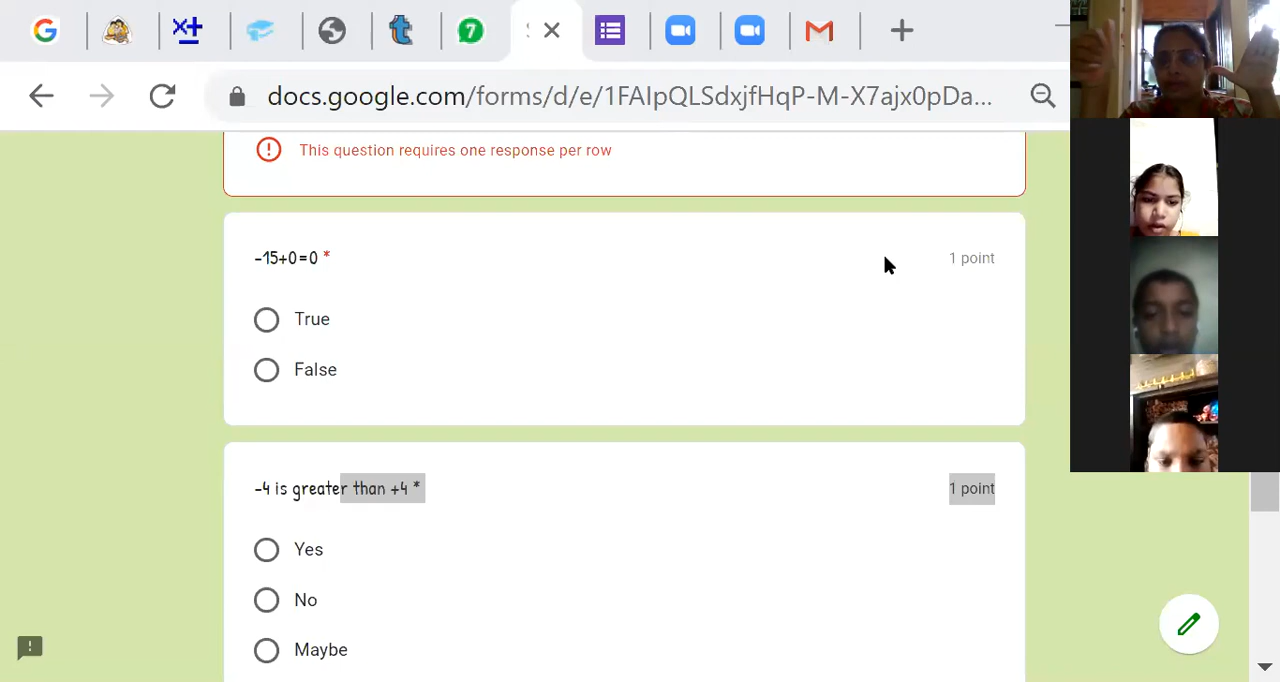 7
docs.google.com/forms/d/e/1FAIpQLSdxjfHqP-M-X7ajx0pDa...
This question requires one response per row
-15+0=0 * 1 point
True
False
-4 is greater than +4 * 1 point
Yes
No
Maybe